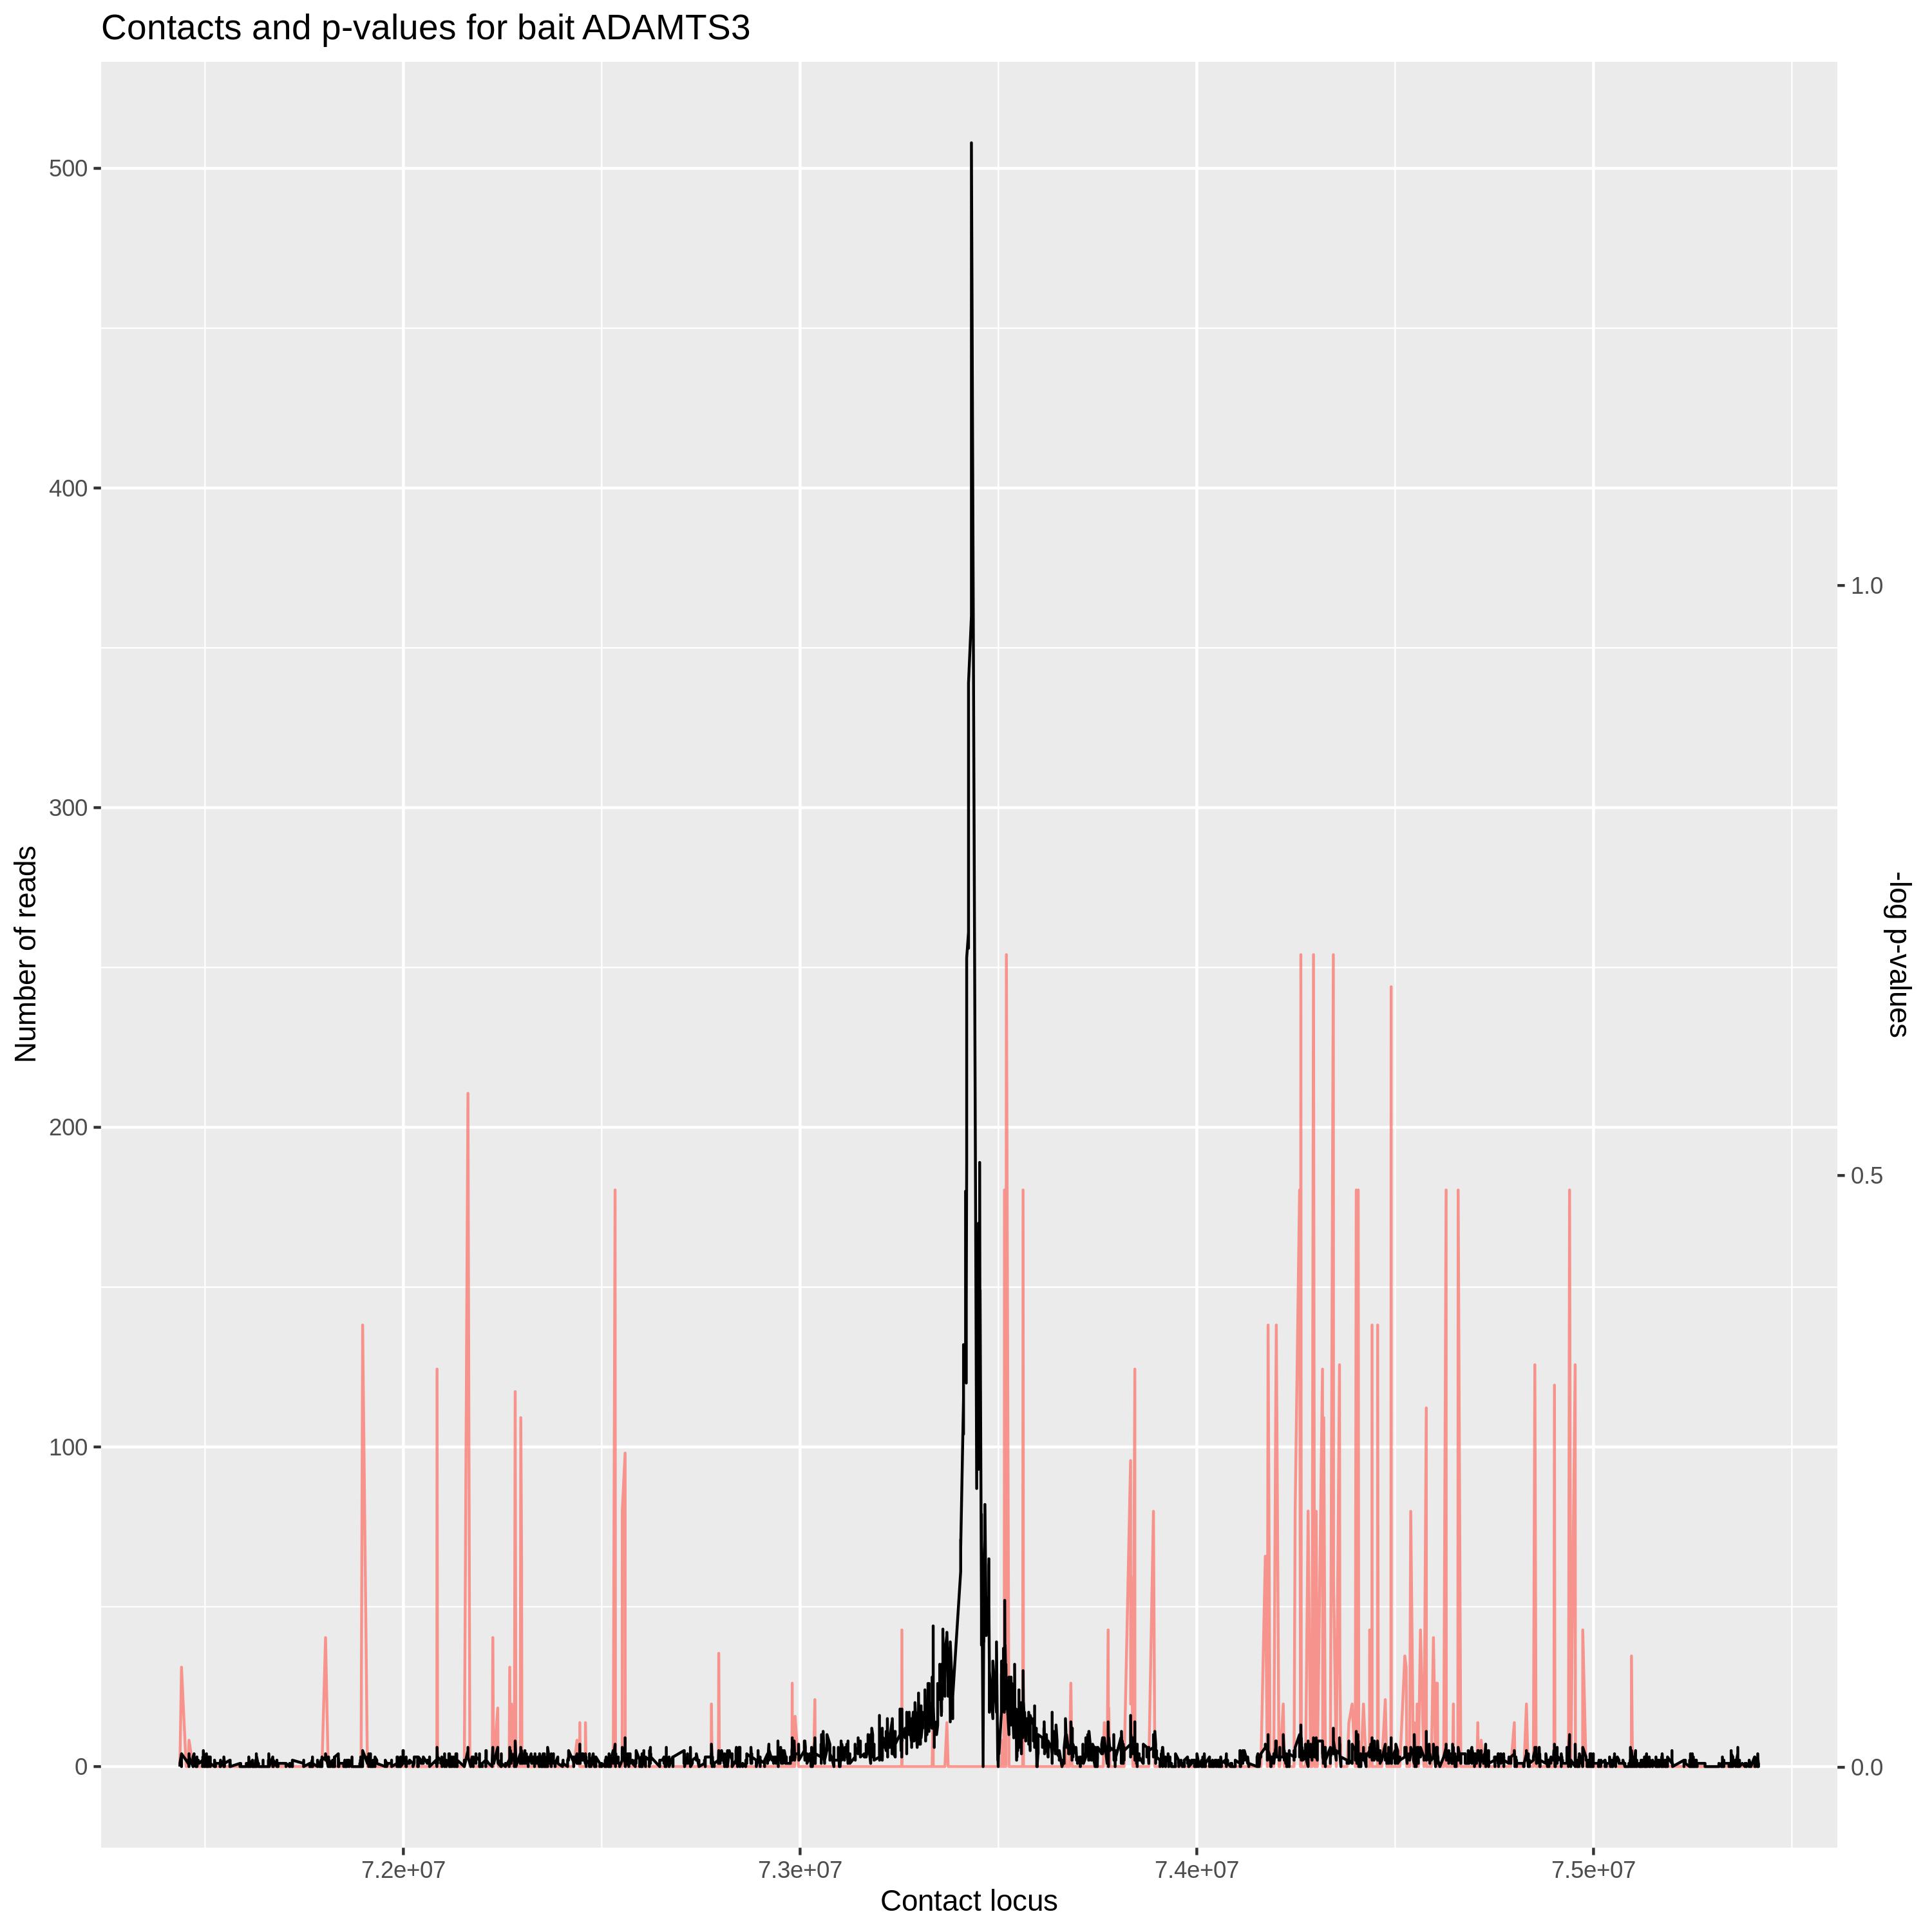 Contacts and p-values for bait ADAMTS3
500
400
300
200
100
0
Number of reads
1.0
0.5
0.0
-log p-values
7.2e+07
7.3e+07
7.4e+07
7.5e+07
Contact locus